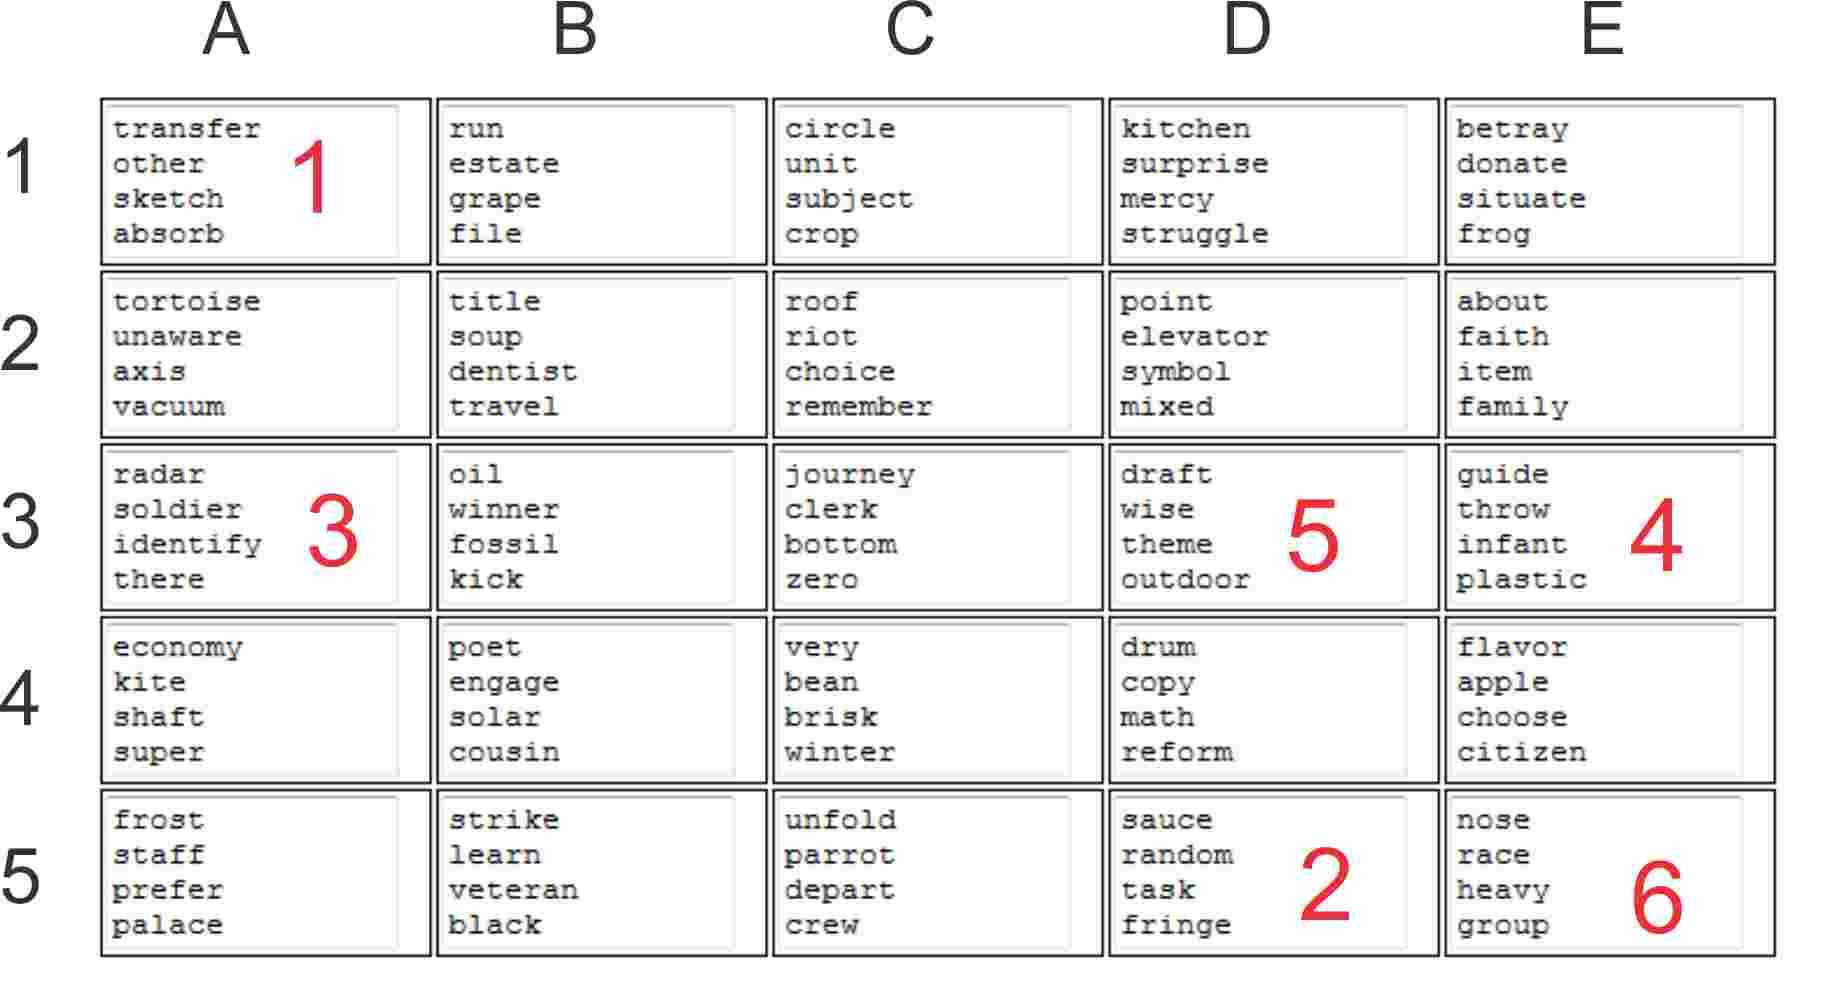 A B C D E
1
transfer run circle kitchen betray
other estate unit surprise donate
sketch grape subject mercy situate
absorb file crop struggle frog
1
2
tortoise title roof point about
unaware soup riot elevator faith
axis dentist choice symbol item
vacuum travel remember mixed family
3
radar oil journey draft guide
soldier winner clerk wise throw
identify fossil bottom theme infant
there kick zero outdoor plastic
3 5 4
4
economy poet very drum flavor
kite engage bean copy apple
shaft solar brisk math choose
super cousin winter reform citizen
5
frost strike unfold sauce nose
staff learn parrot random race
prefer veteran depart task heavy
palace black crew fringe group
2 6